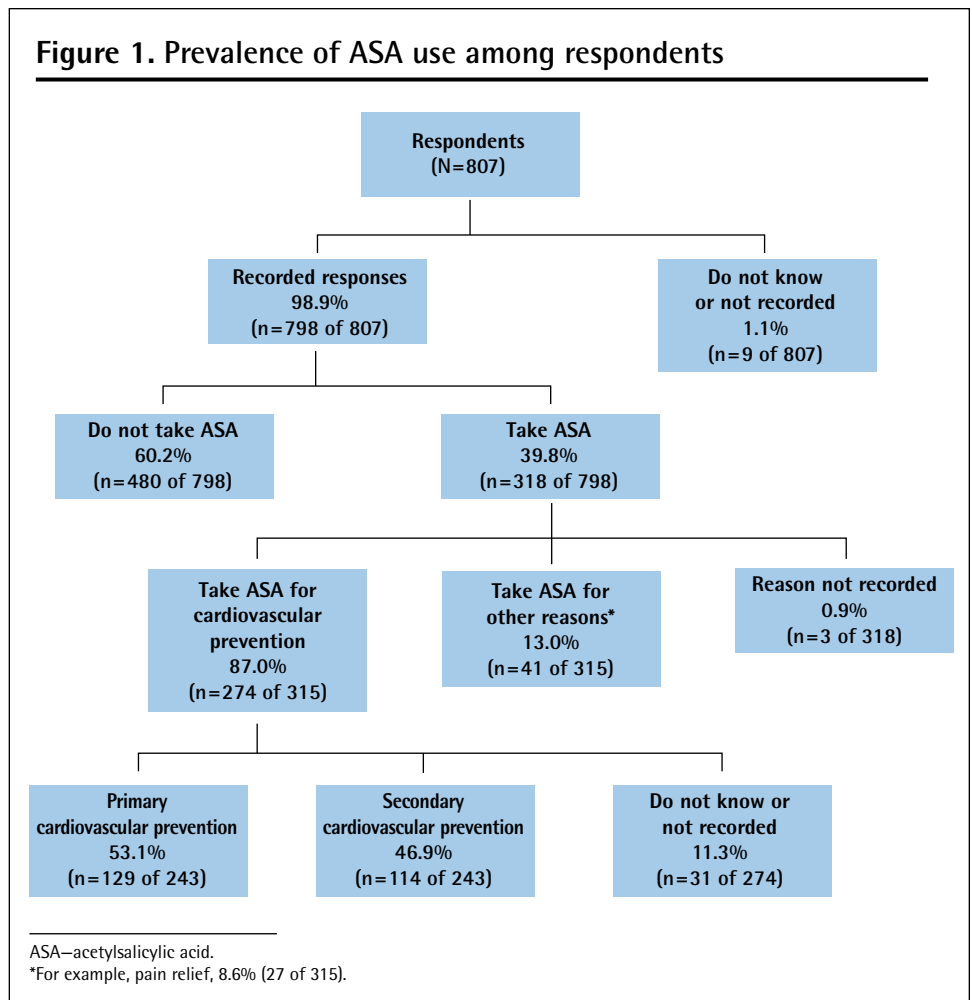 Figure 1. Prevalence of ASA use among respondents
Respondents
(N=807)
Recorded responses
98.9%
(n=798 of 807)
Do not know
or not recorded
1.1%
(n=9 of 807)
Do not take ASA
60.2%
(n=480 of 798)
Take ASA
39.8%
(n=318 of 798)
Take ASA for
cardiovascular
prevention
87.0%
(n=274 of 315)
Take ASA for
other reasons*
13.0%
(n=41 of 315)
Reason not recorded
0.9%
(n=3 of 318)
Primary
cardiovascular prevention
53.1%
(n=129 of 243)
Secondary
cardiovascular prevention
46.9%
(n=114 of 243)
Do not know or
not recorded
11.3%
(n=31 of 274)
ASA—acetylsalicylic acid.
*For example, pain relief, 8.6% (27 of 315).